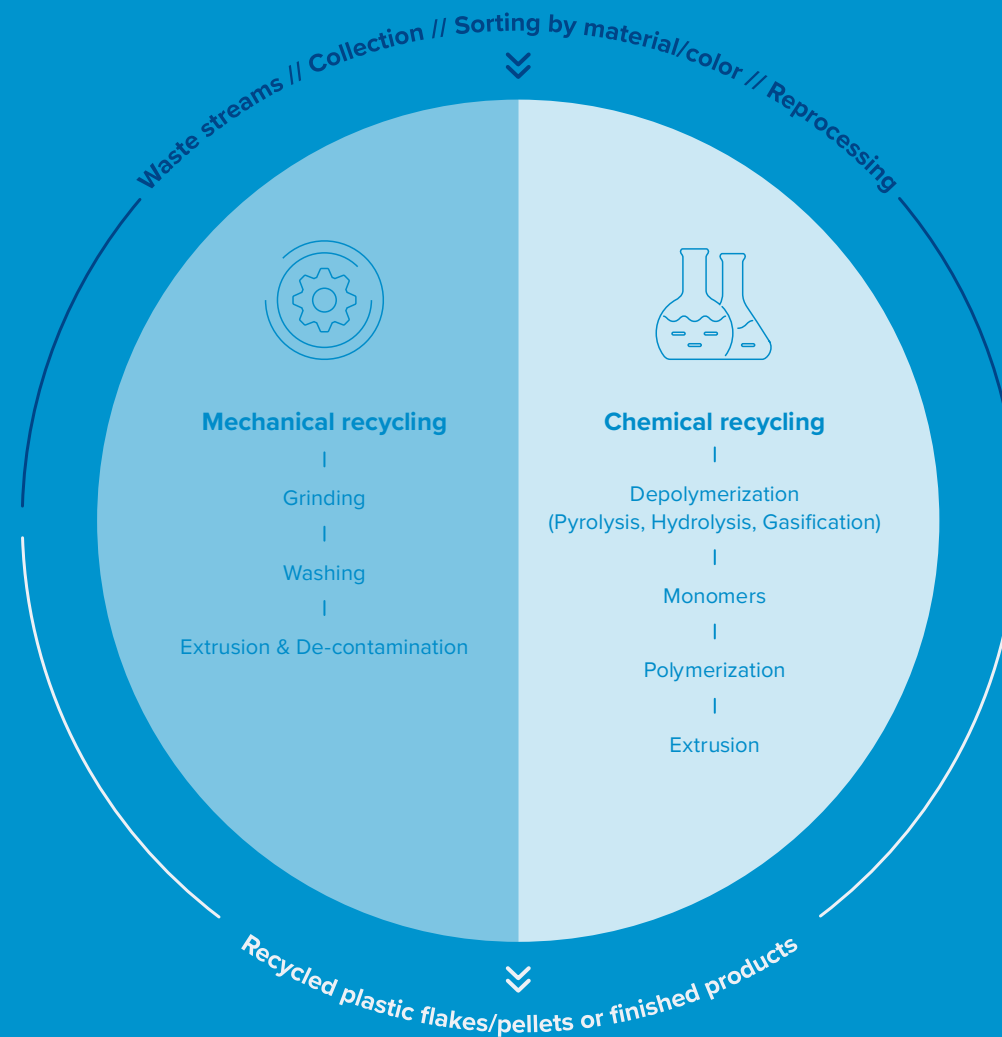 Waste streams // Collection // Sorting by material/color // Reprocessing
Mechanical recycling
Grinding
Washing
Extrusion & De-contamination
Chemical recycling
Depolymerization
(Pyrolysis, Hydrolysis, Gasification)
Monomers
Polymerization
Extrusion
Recycled plastic flakes/pellets or finished products